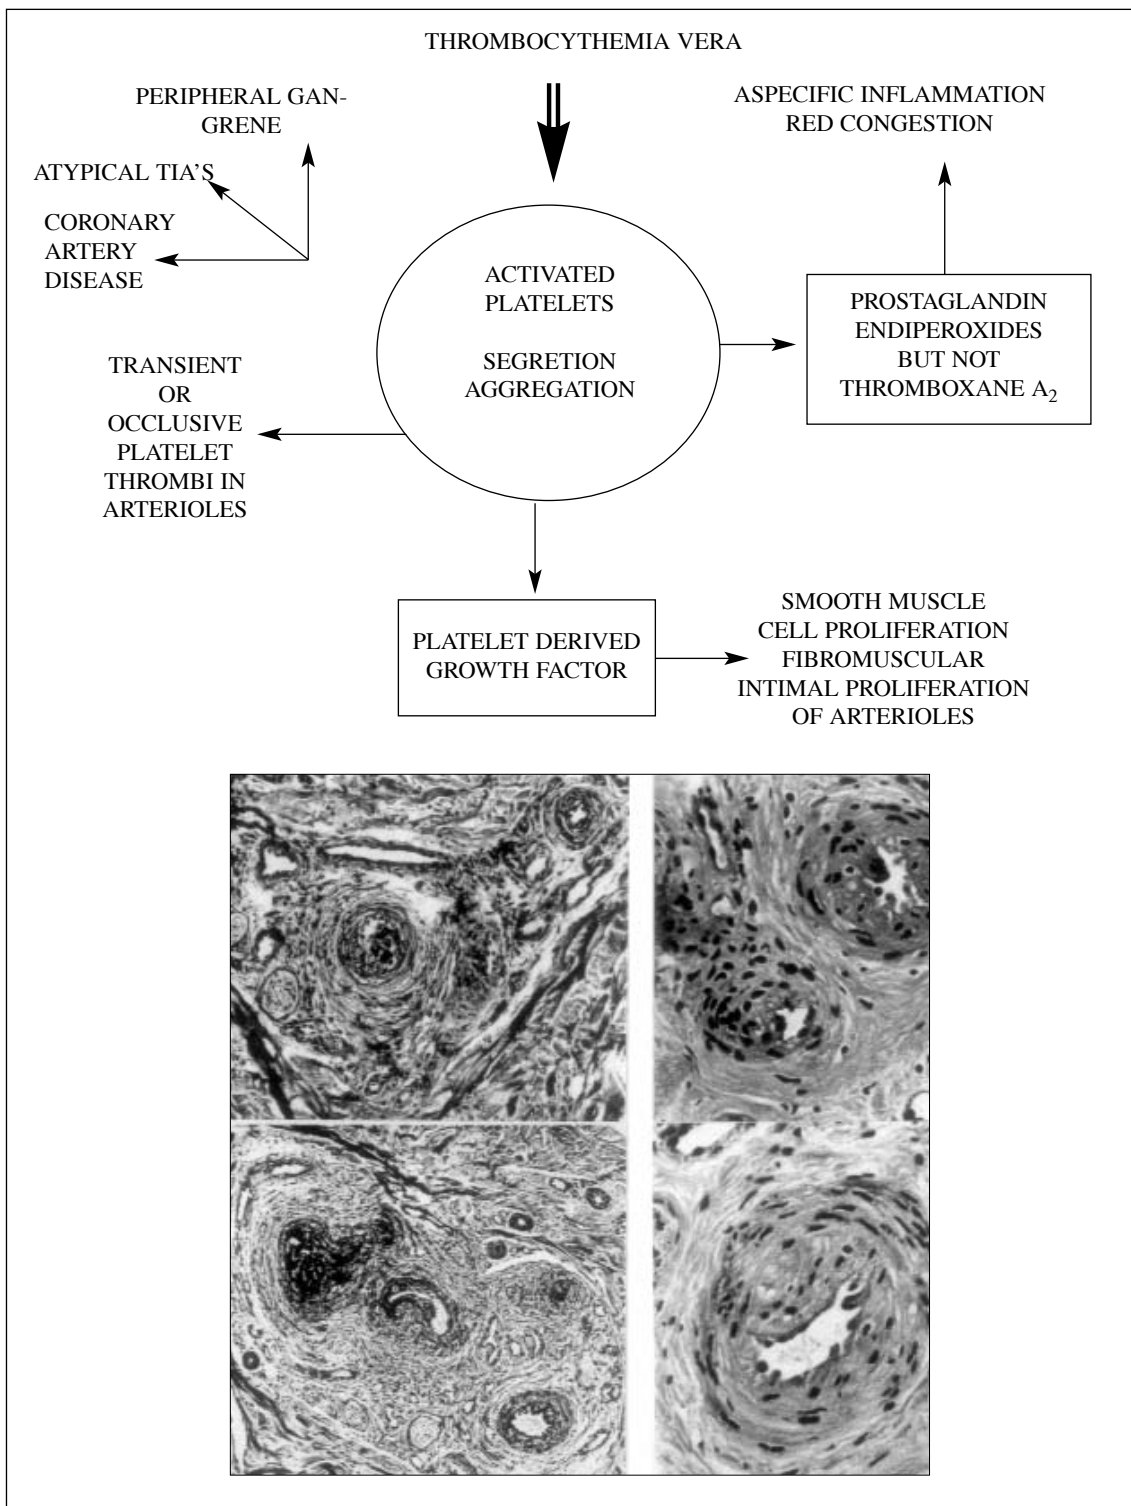 THROMBOCYTHEMIA VERA
PERIPHERAL GAN-
GRENE
ATYPICAL TIA'S
CORONARY
ARTERY
DISEASE
ASPECIFIC INFLAMMATION
RED CONGESTION
ACTIVATED
PLATELETS
SEGRETION
AGGREGATION
PROSTAGLANDIN
ENDIPEROXIDES
BUT NOT
THROMBOXANE A₂
TRANSIENT
OR
OCCLUSIVE
PLATELET
THROMBI IN
ARTERIOLES
PLATELET DERIVED
GROWTH FACTOR
SMOOTH MUSCLE
CELL PROLIFERATION
FIBROMUSCULAR
INTIMAL PROLIFERATION
OF ARTERIOLES